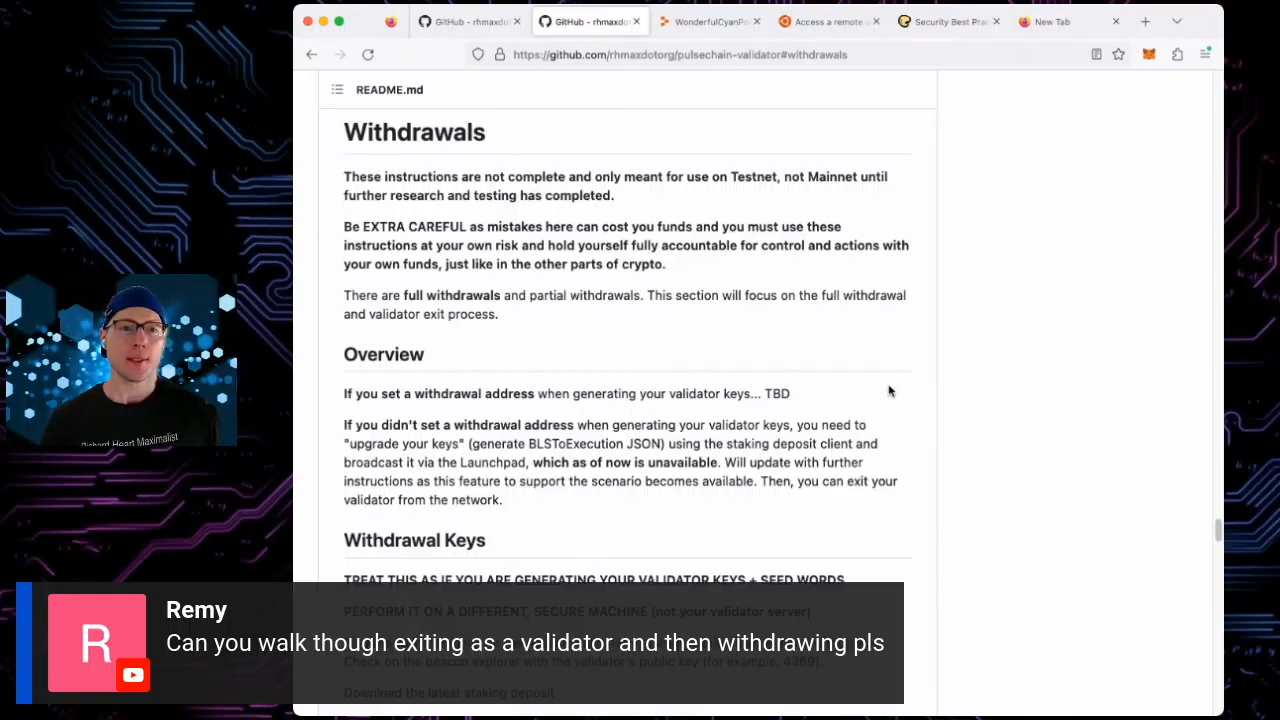 GitHub - rhmaxdo
GitHub - rhmaxdot
WonderfulCyanPo
Access a remote
Security Best Prac
New Tab
https://github.com/rhmaxdotorg/pulsechain-validator#withdrawals
README.md
Withdrawals
These instructions are not complete and only meant for use on Testnet, not Mainnet until
further research and testing has completed.
Be EXTRA CAREFUL as mistakes here can cost you funds and you must use these
instructions at your own risk and hold yourself fully accountable for control and actions with
your own funds, just like in the other parts of crypto.
There are full withdrawals and partial withdrawals. This section will focus on the full withdrawal
and validator exit process.
Overview
If you set a withdrawal address when generating your validator keys... TBD
If you didn't set a withdrawal address when generating your validator keys, you need to
"upgrade your keys" (generate BLSToExecution JSON) using the staking deposit client and
broadcast it via the Launchpad, which as of now is unavailable. Will update with further
instructions as this feature to support the scenario becomes available. Then, you can exit your
validator from the network.
Withdrawal Keys
TREAT THIS AS IF YOU ARE GENERATING YOUR VALIDATOR KEYS + SEED WORDS
PERFORM IT ON A DIFFERENT, SECURE MACHINE (not your validator server)
Check on the beacon explorer with the validator's public key (for example, 4369).
Download the latest staking deposit
Richard Heart Maximalist
R
Remy
Can you walk though exiting as a validator and then withdrawing pls